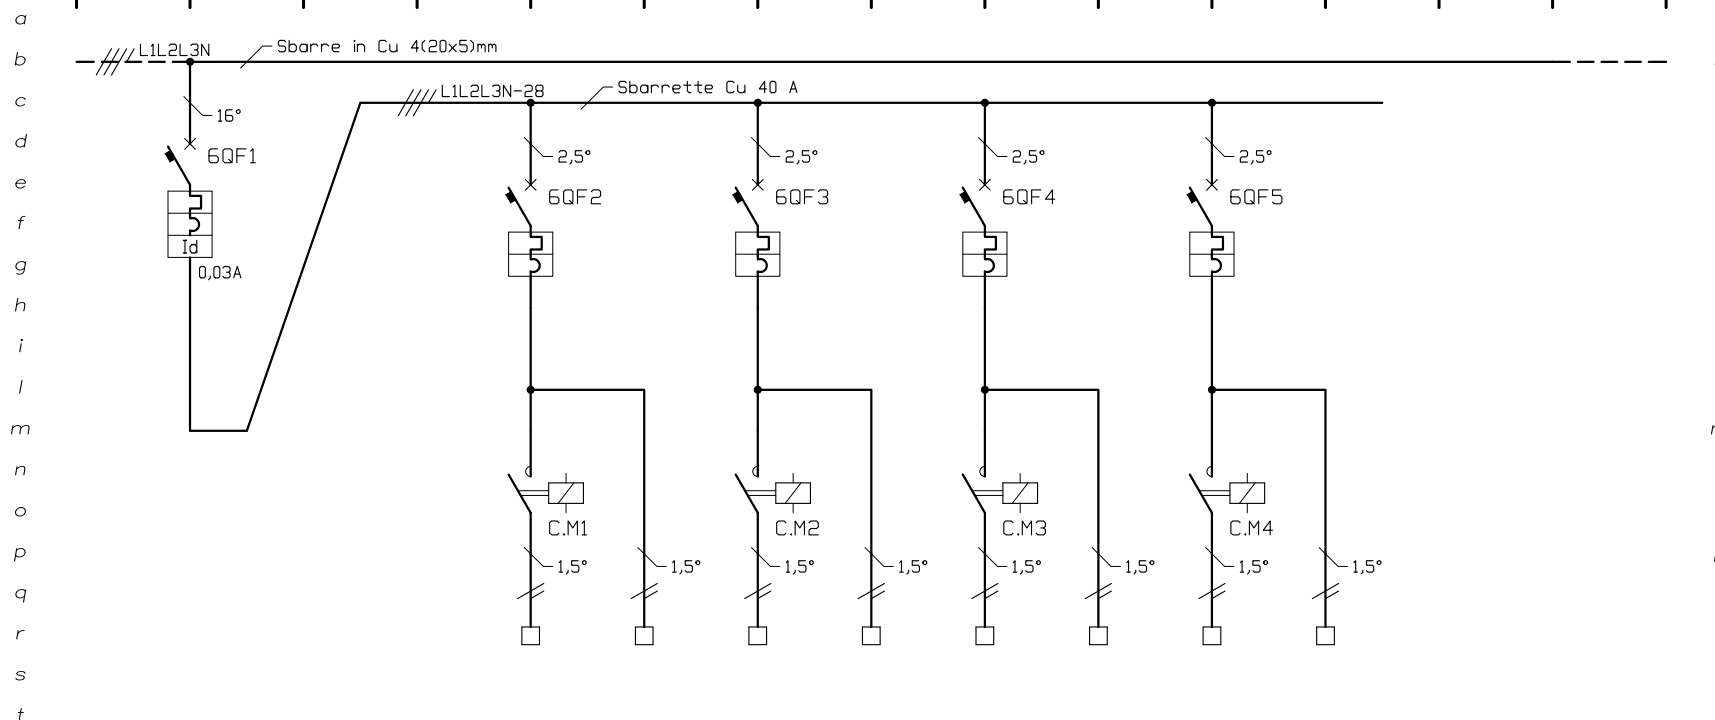 a
b
L1L2L3N
Sbarre in Cu 4(20x5)mm
c
L1L2L3N-28
Sbarrette Cu 40 A
16°
d
6QF1
2,5°
2,5°
2,5°
2,5°
e
6QF2
6QF3
6QF4
6QF5
f
Id
g
0,03A
h
i
l
m
n
o
C.M1
C.M2
C.M3
C.M4
p
1,5°
1,5°
1,5°
1,5°
1,5°
1,5°
1,5°
1,5°
q
r
s
t